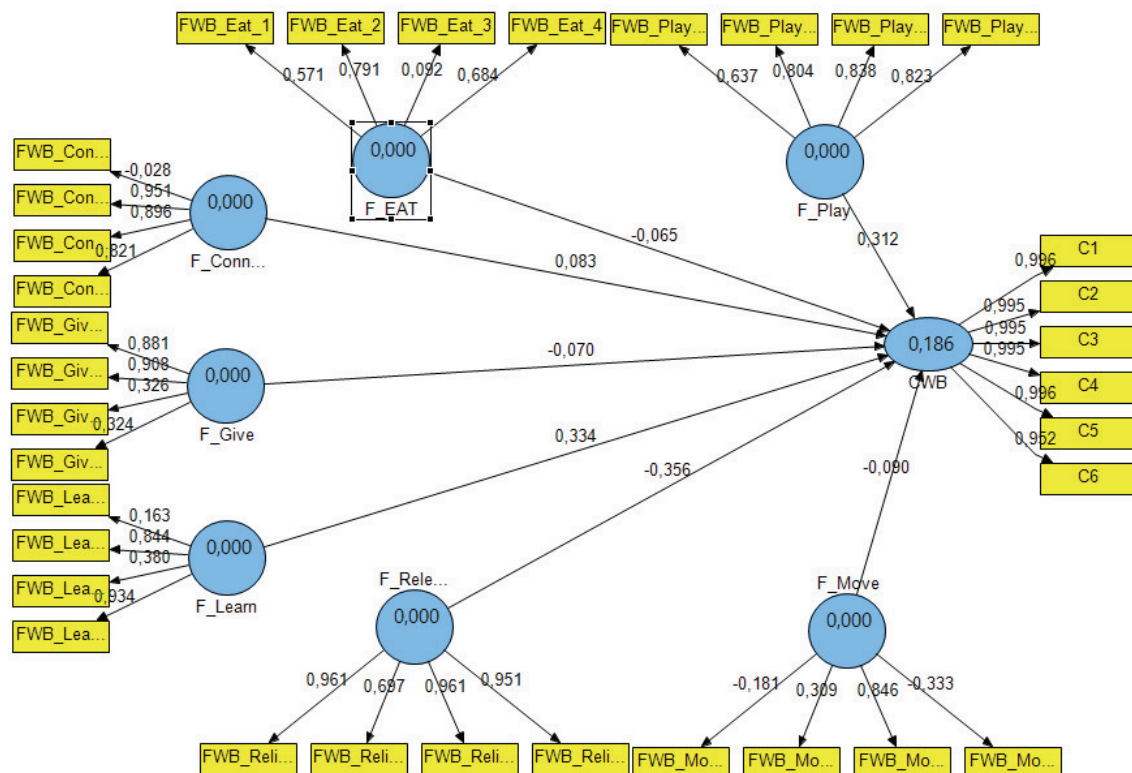 FWB_Eat_1
FWB_Eat_2
FWB_Eat_3
FWB_Eat_4
FWB_Play...
FWB_Play...
FWB_Play...
FWB_Play...
0,571
0,791
0,092
0,684
0,637
0,804
0,838
0,823
0,000
F_EAT
0,000
F_Play
FWB_Con...
FWB_Con...
FWB_Con...
FWB_Con...
-0,028
0,951
0,896
0,821
0,000
F_Conn...
FWB_Giv...
FWB_Giv...
FWB_Giv...
FWB_Giv...
0,881
0,908
0,326
0,324
0,000
F_Give
FWB_Lea...
FWB_Lea...
FWB_Lea...
FWB_Lea...
0,163
0,844
0,380
0,934
0,000
F_Learn
-0,065
0,083
0,312
-0,070
0,334
-0,356
-0,090
0,186
CWB
0,996
0,995
0,995
0,995
0,996
0,952
C1
C2
C3
C4
C5
C6
F_Rele...
0,000
0,961
0,697
0,961
0,951
FWB_Reli...
FWB_Reli...
FWB_Reli...
FWB_Reli...
F_Move
0,000
-0,181
0,309
0,846
-0,333
FWB_Mo...
FWB_Mo...
FWB_Mo...
FWB_Mo...